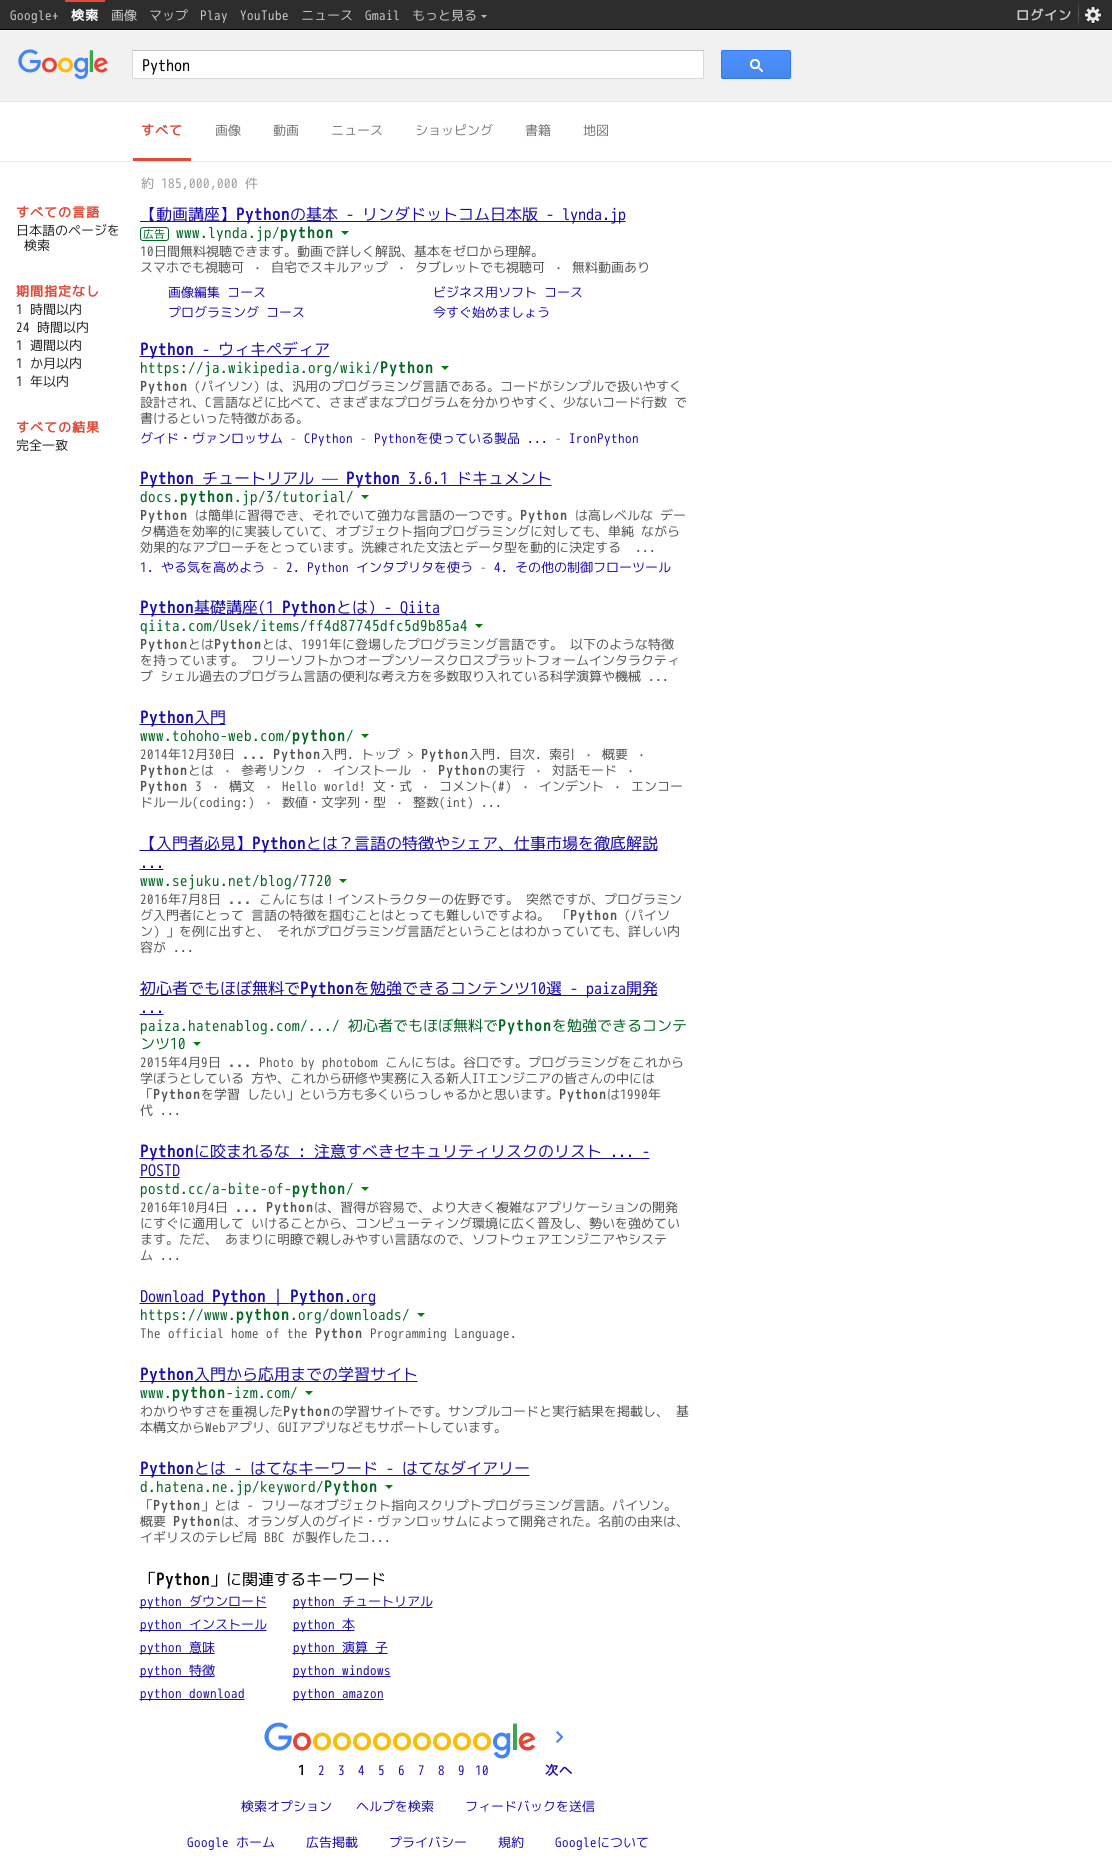 Google+ 検索 画像 マップ Play YouTube ニュース Gmail もっと見る ログイン
Google Python
すべて 画像 動画 ニュース ショッピング 書籍 地図
約 185,000,000 件
すべての言語
日本語のページを
検索
期間指定なし
1 時間以内
24 時間以内
1 週間以内
1 か月以内
1 年以内
すべての結果
完全一致
【動画講座】Pythonの基本 - リンダドットコム日本版 - lynda.jp
広告 www.lynda.jp/python
10日間無料視聴できます。動画で詳しく解説、基本をゼロから理解。
スマホでも視聴可 · 自宅でスキルアップ · タブレットでも視聴可 · 無料動画あり
画像編集 コース ビジネス用ソフト コース
プログラミング コース 今すぐ始めましょう
Python - ウィキペディア
https://ja.wikipedia.org/wiki/Python
Python（パイソン）は、汎用のプログラミング言語である。コードがシンプルで扱いやすく
設計され、C言語などに比べて、さまざまなプログラムを分かりやすく、少ないコード行数 で
書けるといった特徴がある。
グイド・ヴァンロッサム - CPython - Pythonを使っている製品 ... - IronPython
Python チュートリアル — Python 3.6.1 ドキュメント
docs.python.jp/3/tutorial/
Python は簡単に習得でき、それでいて強力な言語の一つです。Python は高レベルな デー
タ構造を効率的に実装していて、オブジェクト指向プログラミングに対しても、単純 ながら
効果的なアプローチをとっています。洗練された文法とデータ型を動的に決定する ...
1. やる気を高めよう - 2. Python インタプリタを使う - 4. その他の制御フローツール
Python基礎講座(1 Pythonとは) - Qiita
qiita.com/Usek/items/ff4d87745dfc5d9b85a4
PythonとはPythonとは、1991年に登場したプログラミング言語です。 以下のような特徴
を持っています。 フリーソフトかつオープンソースクロスプラットフォームインタラクティ
ブ シェル過去のプログラム言語の便利な考え方を多数取り入れている科学演算や機械 ...
Python入門
www.tohoho-web.com/python/
2014年12月30日 ... Python入門. トップ > Python入門. 目次. 索引 · 概要 ·
Pythonとは · 参考リンク · インストール · Pythonの実行 · 対話モード ·
Python 3 · 構文 · Hello world! 文・式 · コメント(#) · インデント · エンコー
ドルール(coding:) · 数値・文字列・型 · 整数(int) ...
【入門者必見】Pythonとは？言語の特徴やシェア、仕事市場を徹底解説
...
www.sejuku.net/blog/7720
2016年7月8日 ... こんにちは！インストラクターの佐野です。 突然ですが、プログラミン
グ入門者にとって 言語の特徴を掴むことはとっても難しいですよね。 「Python（パイソ
ン）」を例に出すと、 それがプログラミング言語だということはわかっていても、詳しい内
容が ...
初心者でもほぼ無料でPythonを勉強できるコンテンツ10選 - paiza開発
...
paiza.hatenablog.com/.../ 初心者でもほぼ無料でPythonを勉強できるコンテ
ンツ10
2015年4月9日 ... Photo by photobom こんにちは。谷口です。プログラミングをこれから
学ぼうとしている 方や、これから研修や実務に入る新人ITエンジニアの皆さんの中には
「Pythonを学習 したい」という方も多くいらっしゃるかと思います。Pythonは1990年
代 ...
Pythonに咬まれるな : 注意すべきセキュリティリスクのリスト ... -
POSTD
postd.cc/a-bite-of-python/
2016年10月4日 ... Pythonは、習得が容易で、より大きく複雑なアプリケーションの開発
にすぐに適用して いけることから、コンピューティング環境に広く普及し、勢いを強めてい
ます。ただ、 あまりに明瞭で親しみやすい言語なので、ソフトウェアエンジニアやシステ
ム ...
Download Python | Python.org
https://www.python.org/downloads/
The official home of the Python Programming Language.
Python入門から応用までの学習サイト
www.python-izm.com/
わかりやすさを重視したPythonの学習サイトです。サンプルコードと実行結果を掲載し、 基
本構文からWebアプリ、GUIアプリなどもサポートしています。
Pythonとは - はてなキーワード - はてなダイアリー
d.hatena.ne.jp/keyword/Python
「Python」とは - フリーなオブジェクト指向スクリプトプログラミング言語。パイソン。
概要 Pythonは、オランダ人のグイド・ヴァンロッサムによって開発された。名前の由来は、
イギリスのテレビ局 BBC が製作したコ...
「Python」に関連するキーワード
python ダウンロード python チュートリアル
python インストール python 本
python 意味 python 演算 子
python 特徴 python windows
python download python amazon
Goooooooooogle
1 2 3 4 5 6 7 8 9 10 次へ
検索オプション ヘルプを検索 フィードバックを送信
Google ホーム 広告掲載 プライバシー 規約 Googleについて